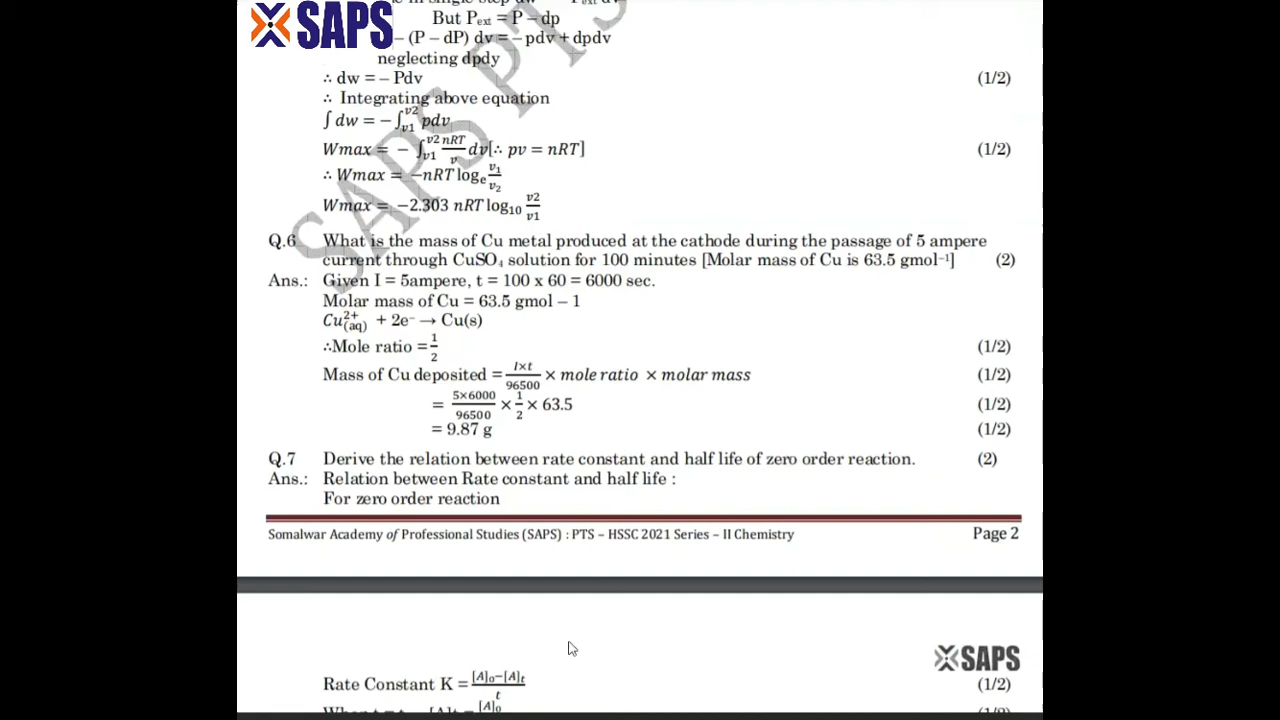 SAPS
But Pext = P – dp
– (P – dP) dv = – pdv + dpdv
neglecting dpdy
∴ dw = – Pdv (1/2)
∴ Integrating above equation
∫ dw = – ∫v1^v2 pdv
Wmax = – ∫v1^v2 nRT/v dv[∴ pv = nRT] (1/2)
∴ Wmax = –nRT loge v1/v2
Wmax = –2.303 nRT log10 v2/v1
Q.6 What is the mass of Cu metal produced at the cathode during the passage of 5 ampere
current through CuSO4 solution for 100 minutes [Molar mass of Cu is 63.5 gmol⁻¹] (2)
Ans.: Given I = 5ampere, t = 100 x 60 = 6000 sec.
Molar mass of Cu = 63.5 gmol – 1
Cu²⁺(aq) + 2e⁻ → Cu(s)
∴Mole ratio = 1/2 (1/2)
Mass of Cu deposited = I×t/96500 × mole ratio × molar mass (1/2)
= 5×6000/96500 × 1/2 × 63.5 (1/2)
= 9.87 g (1/2)
Q.7 Derive the relation between rate constant and half life of zero order reaction. (2)
Ans.: Relation between Rate constant and half life :
For zero order reaction
Somalwar Academy of Professional Studies (SAPS) : PTS – HSSC 2021 Series – II Chemistry Page 2
SAPS
Rate Constant K = [A]₀–[A]t/t (1/2)
SAPS PTS